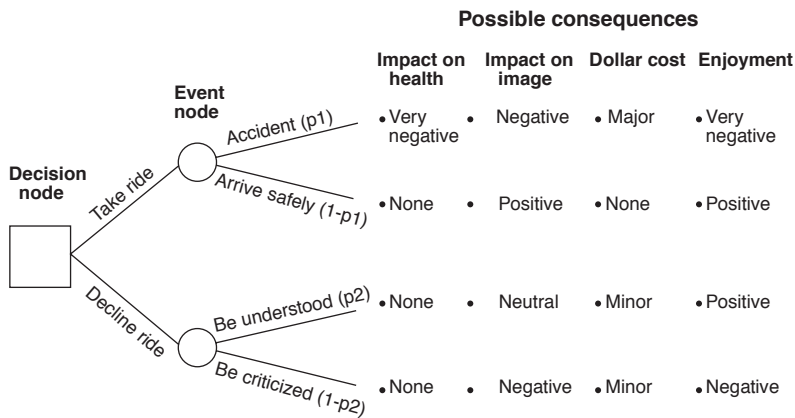 Possible consequences
Impact on health
Impact on image
Dollar cost
Enjoyment
Event node
Decision node
Take ride
Accident (p1)
• Very negative • Negative • Major • Very negative
Arrive safely (1-p1)
• None • Positive • None • Positive
Decline ride
Be understood (p2)
• None • Neutral • Minor • Positive
Be criticized (1-p2)
• None • Negative • Minor • Negative